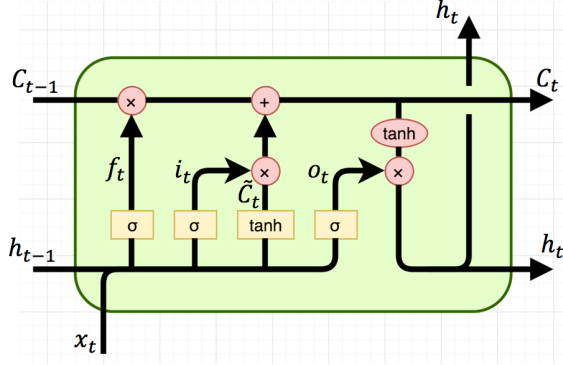 h_t
C_{t-1}
C_t
×
+
tanh
f_t
i_t
o_t
×
×
C̃_t
σ
σ
tanh
σ
h_{t-1}
h_t
x_t